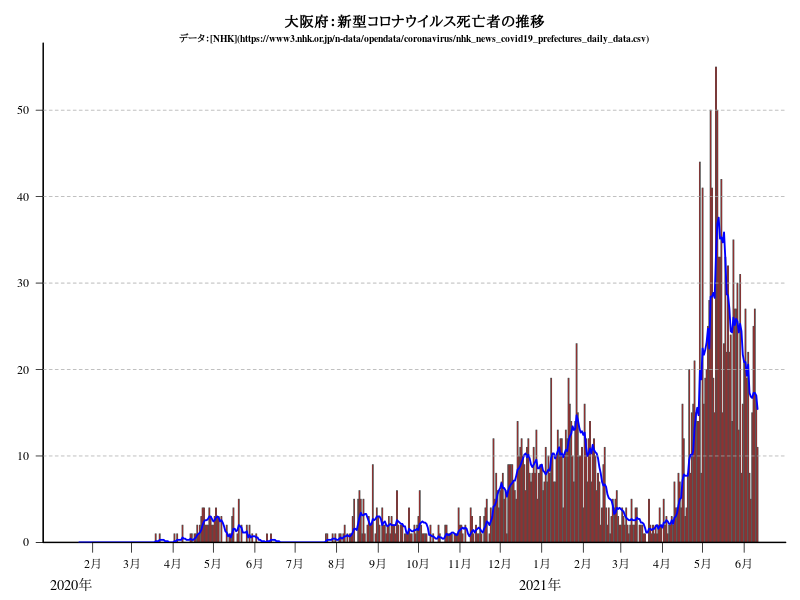 大阪府：新型コロナウイルス死亡者の推移
データ：[NHK](https://www3.nhk.or.jp/n-data/opendata/coronavirus/nhk_news_covid19_prefectures_daily_data.csv)
50
40
30
20
10
0
2月 3月 4月 5月 6月 7月 8月 9月 10月 11月 12月 1月 2月 3月 4月 5月 6月
2020年 2021年